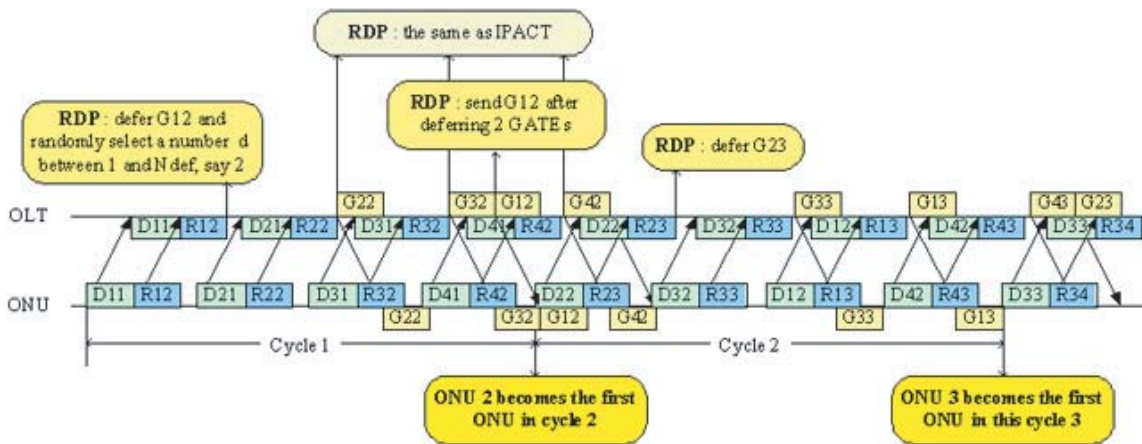 RDP : the same as IPACT
RDP : defer G12 and
randomly select a number d
between 1 and Ndef, say 2
RDP : send G12 after
deferring 2 GATEs
RDP : defer G23
G22 G32 G12 G42 G33 G13 G43 G23
OLT D11 R12 D21 R22 D31 R32 D41 R42 D22 R23 D32 R33 D12 R13 D42 R43 D33 R34
ONU D11 R12 D21 R22 D31 R32 D41 R42 D22 R23 D32 R33 D12 R13 D42 R43 D33 R34
G22 G32 G12 G42 G33 G13
Cycle 1 Cycle 2
ONU 2 becomes the first
ONU in cycle 2
ONU 3 becomes the first
ONU in this cycle 3